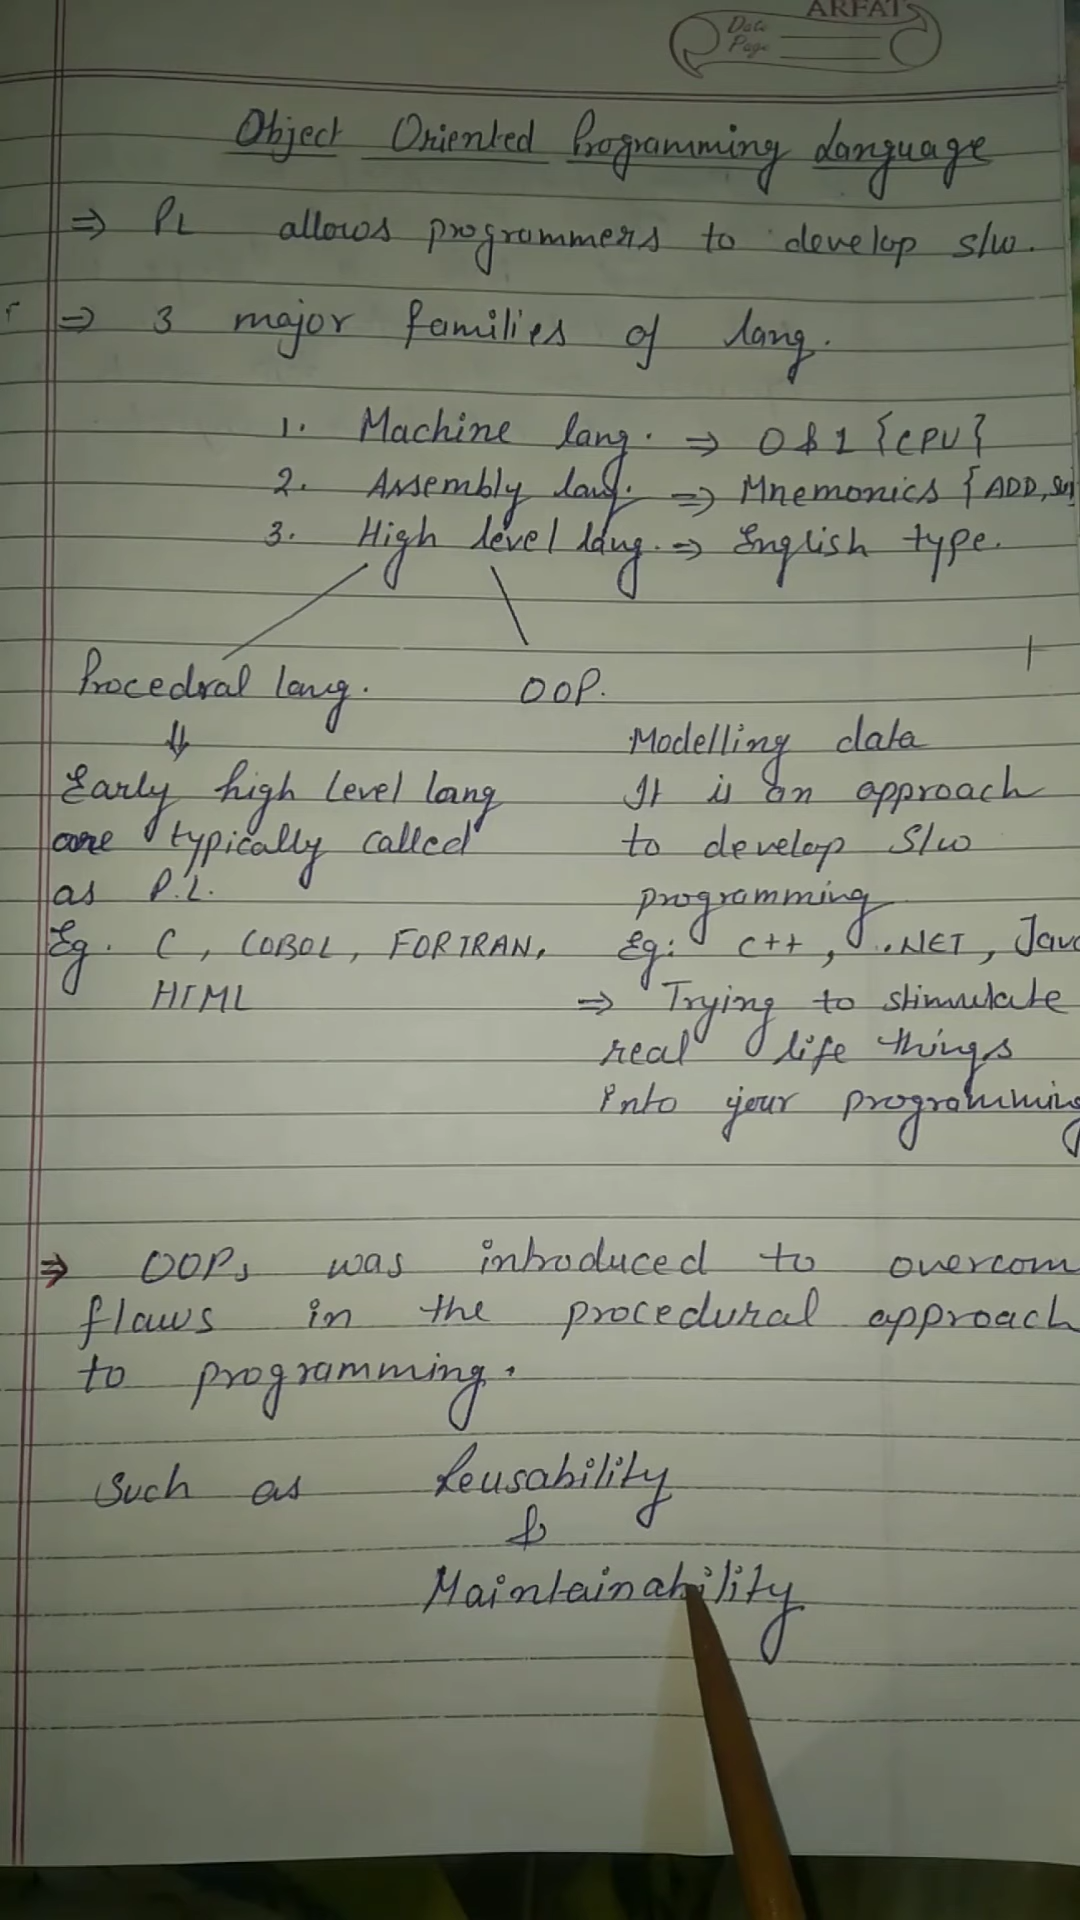 ARFAT
Date
Page
Object Oriented Programming Language
⇒ PL allows programmers to develop s/w.
⇒ 3 major families of lang.
1. Machine lang. ⇒ 0 & 1 {CPU}
2. Assembly lang. ⇒ Mnemonics {ADD,
3. High level lang. ⇒ English type.
Procedral lang.
⇓
Early high level lang
are typically called
as P.L.
Eg. C, COBOL, FORTRAN,
HTML
OOP.
Modelling data
It is an approach
to develop S/w
programming
Eg: C++, .NET, Java
⇒ Trying to stimulate
real life things
into your programming
⇒ OOPs was introduced to overcom
flaws in the procedural approach
to programming.
Such as Reusability
&
Maintainability